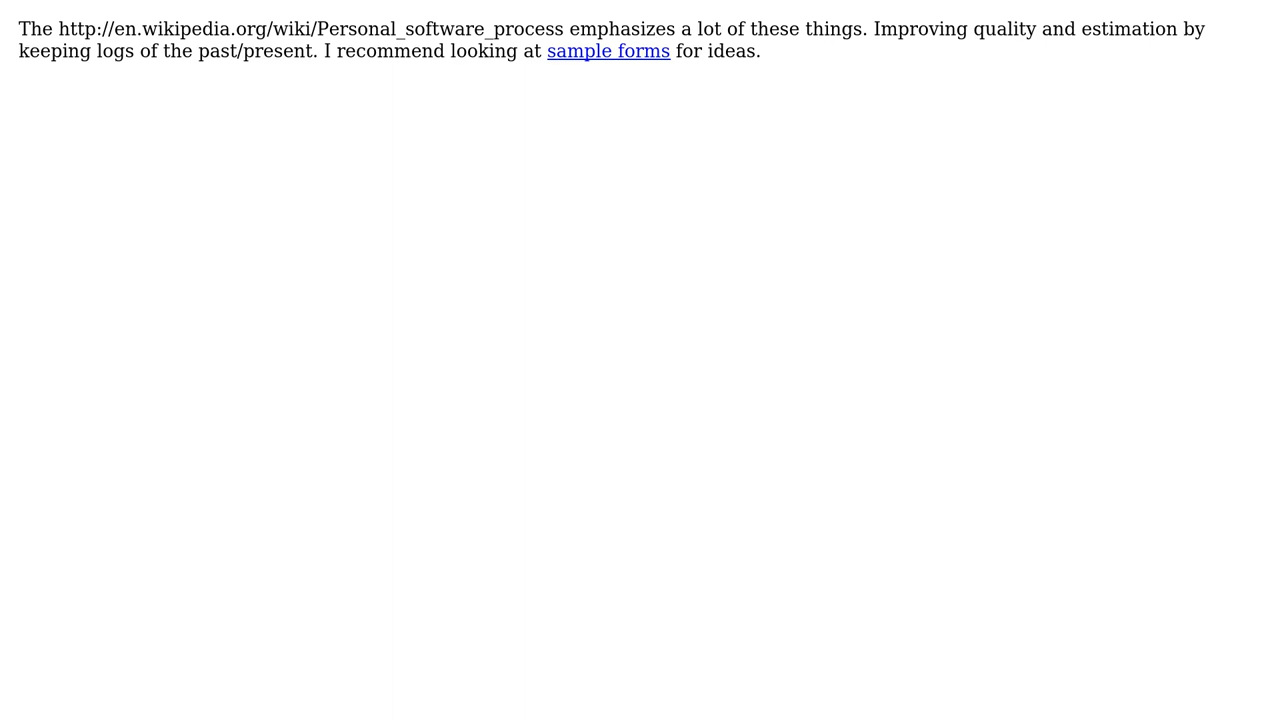 The http://en.wikipedia.org/wiki/Personal_software_process emphasizes a lot of these things. Improving quality and estimation by
keeping logs of the past/present. I recommend looking at sample forms for ideas.